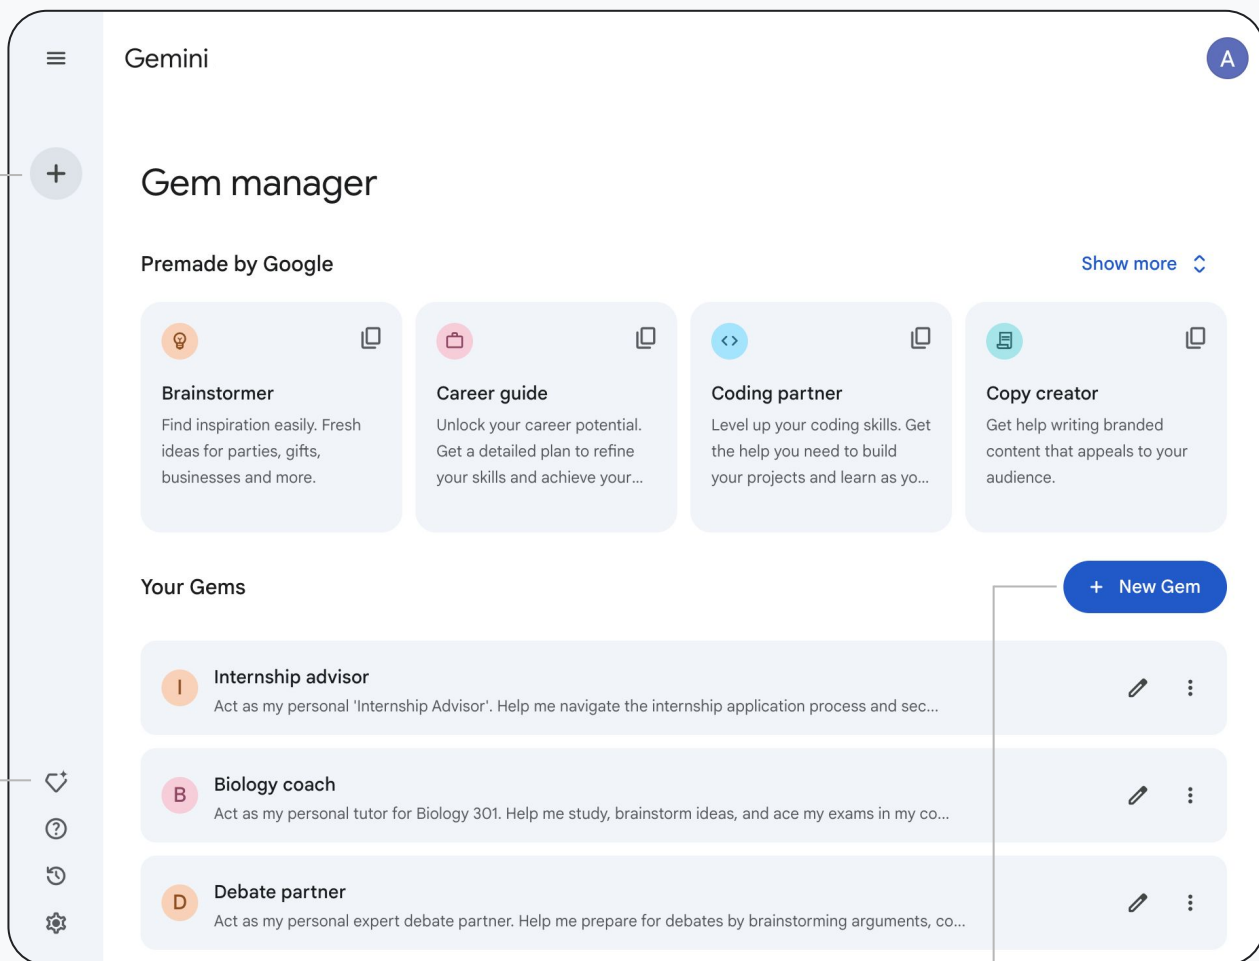 Gemini
A
Gem manager
Premade by Google
Show more
Brainstormer
Find inspiration easily. Fresh
ideas for parties, gifts,
businesses and more.
Career guide
Unlock your career potential.
Get a detailed plan to refine
your skills and achieve your...
Coding partner
Level up your coding skills. Get
the help you need to build
your projects and learn as yo...
Copy creator
Get help writing branded
content that appeals to your
audience.
Your Gems
+ New Gem
I
Internship advisor
Act as my personal 'Internship Advisor'. Help me navigate the internship application process and sec...
B
Biology coach
Act as my personal tutor for Biology 301. Help me study, brainstorm ideas, and ace my exams in my co...
D
Debate partner
Act as my personal expert debate partner. Help me prepare for debates by brainstorming arguments, co...